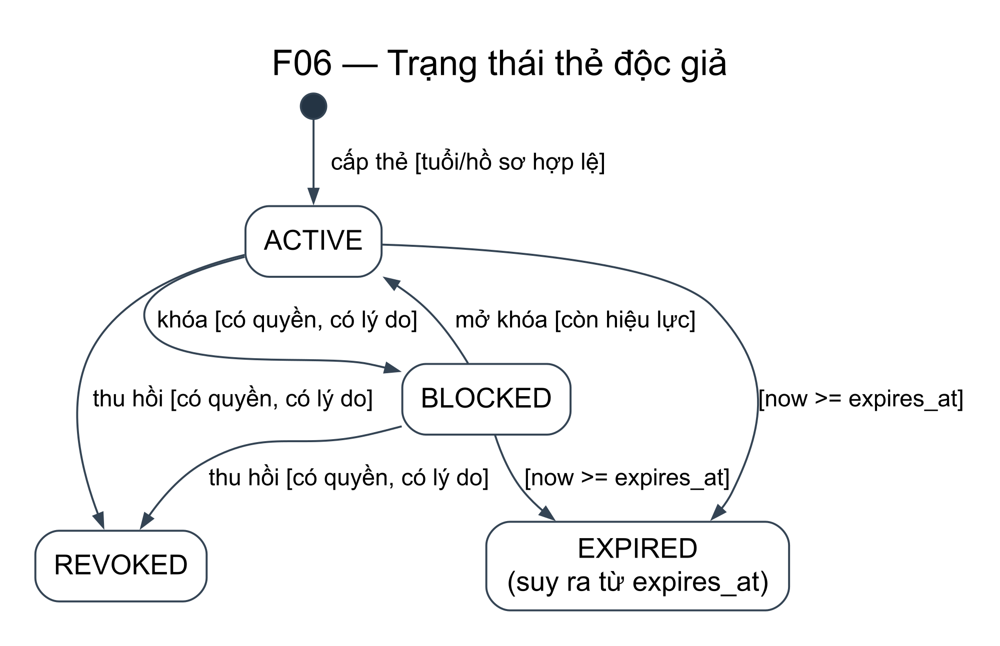 F06 — Trạng thái thẻ độc giả
cấp thẻ [tuổi/hồ sơ hợp lệ]
ACTIVE
khóa [có quyền, có lý do]
mở khóa [còn hiệu lực]
thu hồi [có quyền, có lý do]
BLOCKED
[now >= expires_at]
thu hồi [có quyền, có lý do]
[now >= expires_at]
REVOKED
EXPIRED
(suy ra từ expires_at)